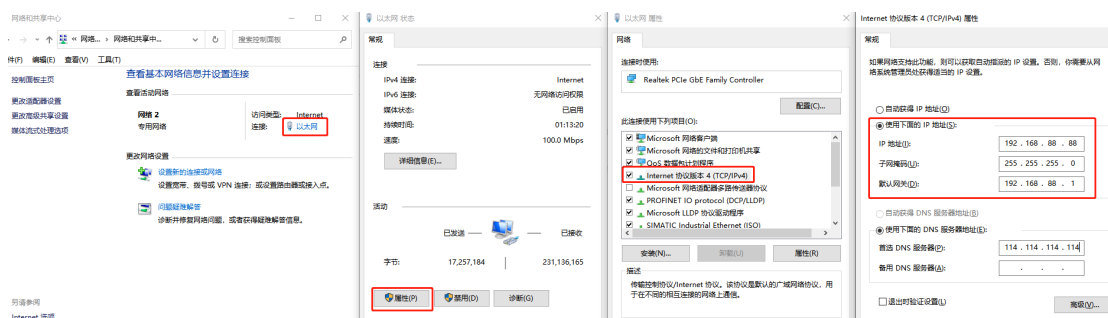 网络和共享中心
« 网络... › 网络和共享中...
搜索控制面板
件(F) 编辑(E) 查看(V) 工具(T)
控制面板主页
更改适配器设置
更改高级共享设置
媒体流式处理选项
查看基本网络信息并设置连接
查看活动网络
网络 2
专用网络
访问类型: Internet
连接: 以太网
更改网络设置
设置新的连接或网络
设置宽带、拨号或 VPN 连接；或设置路由器或接入点。
问题疑难解答
诊断并修复网络问题，或者获得疑难解答信息。
另请参阅
Internet 选项
以太网 状态
常规
连接
IPv4 连接: Internet
IPv6 连接: 无网络访问权限
媒体状态: 已启用
持续时间: 01:13:20
速度: 100.0 Mbps
详细信息(E)...
活动
已发送 — — 已接收
字节: 17,257,184 | 231,136,165
属性(P) 禁用(D) 诊断(G)
以太网 属性
网络
连接时使用:
Realtek PCIe GbE Family Controller
配置(C)...
此连接使用下列项目(O):
Microsoft 网络客户端
Microsoft 网络的文件和打印机共享
QoS 数据包计划程序
Internet 协议版本 4 (TCP/IPv4)
Microsoft 网络适配器多路传送器协议
PROFINET IO protocol (DCP/LLDP)
Microsoft LLDP 协议驱动程序
SIMATIC Industrial Ethernet (ISO)
安装(N)... 卸载(U) 属性(R)
描述
传输控制协议/Internet 协议。该协议是默认的广域网络协议，用
于在不同的相互连接的网络上通信。
Internet 协议版本 4 (TCP/IPv4) 属性
常规
如果网络支持此功能，则可以获取自动指派的 IP 设置。否则，你需要从网
络系统管理员处获得适当的 IP 设置。
自动获得 IP 地址(O)
使用下面的 IP 地址(S):
IP 地址(I): 192 . 168 . 88 . 88
子网掩码(U): 255 . 255 . 255 . 0
默认网关(D): 192 . 168 . 88 . 1
自动获得 DNS 服务器地址(B)
使用下面的 DNS 服务器地址(E):
首选 DNS 服务器(P): 114 . 114 . 114 . 114
备用 DNS 服务器(A): . . .
退出时验证设置(L)
高级(V)...